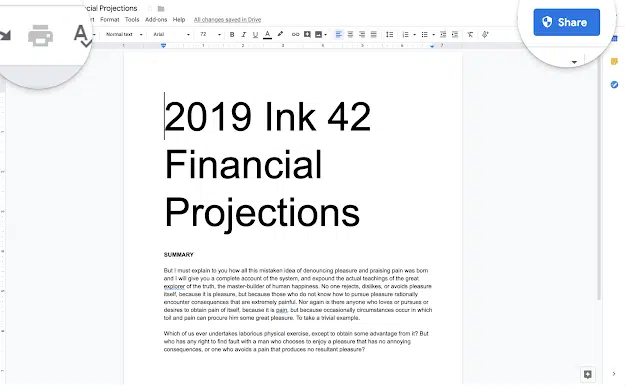 cial Projections
Format Tools Add-ons Help All changes saved in Drive
Share
Normal text Arial 72 B I U A
2019 Ink 42
Financial
Projections
SUMMARY
But I must explain to you how all this mistaken idea of denouncing pleasure and praising pain was born
and I will give you a complete account of the system, and expound the actual teachings of the great
explorer of the truth, the master-builder of human happiness. No one rejects, dislikes, or avoids pleasure
itself, because it is pleasure, but because those who do not know how to pursue pleasure rationally
encounter consequences that are extremely painful. Nor again is there anyone who loves or pursues or
desires to obtain pain of itself, because it is pain, but because occasionally circumstances occur in which
toil and pain can procure him some great pleasure. To take a trivial example.
Which of us ever undertakes laborious physical exercise, except to obtain some advantage from it? But
who has any right to find fault with a man who chooses to enjoy a pleasure that has no annoying
consequences, or one who avoids a pain that produces no resultant pleasure?